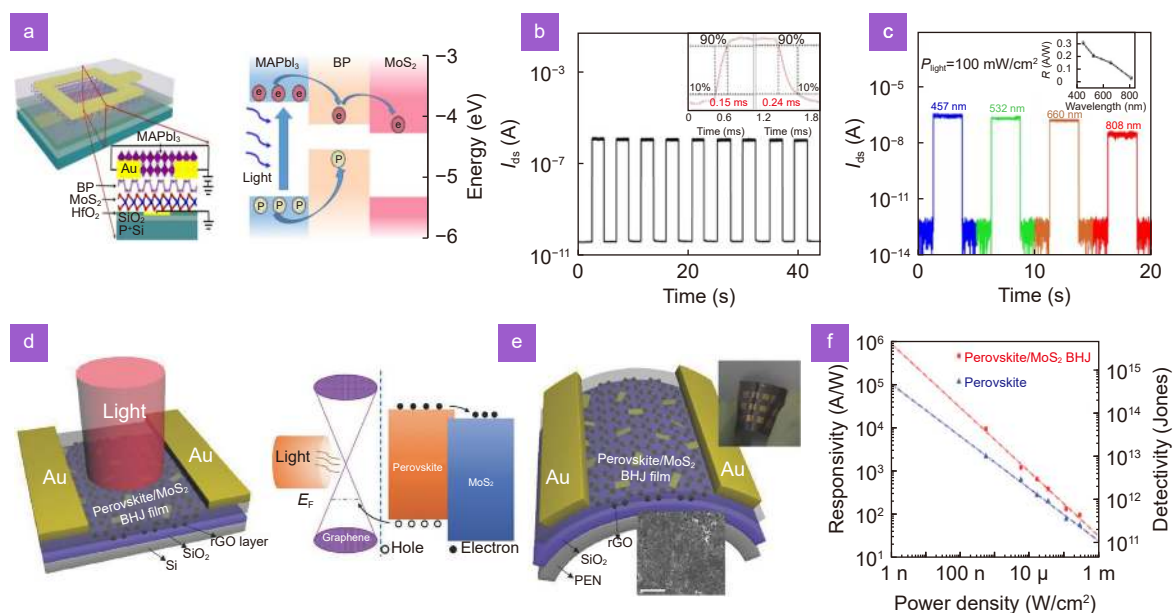 a
MAPbI₃
Au
BP
MoS₂
HfO₂
SiO₂
P⁺Si
MAPbI₃
BP
MoS₂
e
e
e
e
e
Light
P
P
P
P
−3
−4
−5
−6
Energy (eV)
b
10⁻³
10⁻⁷
10⁻¹¹
Ids (A)
0
20
40
Time (s)
90%
90%
10%
10%
0.15 ms
0.24 ms
0
0.6
1.2
1.8
Time (ms)
Time (ms)
c
10⁻⁵
10⁻⁸
10⁻¹¹
10⁻¹⁴
Ids (A)
0
10
20
Time (s)
Plight=100 mW/cm²
457 nm
532 nm
660 nm
808 nm
R (A/W)
0.3
0.2
0.1
0
400
600
800
Wavelength (nm)
d
Light
Au
Au
Perovskite/MoS₂
BHJ film
rGO layer
SiO₂
Si
Light
EF
Graphene
Perovskite
MoS₂
Hole
Electron
e
Au
Au
Perovskite/MoS₂
BHJ film
rGO
SiO₂
PEN
f
Perovskite/MoS₂ BHJ
Perovskite
10⁶
10⁵
10⁴
10³
10²
10¹
Responsivity (A/W)
10¹⁵
10¹⁴
10¹³
10¹²
10¹¹
Detectivity (Jones)
1 n
100 n
10 µ
1 m
Power density (W/cm²)